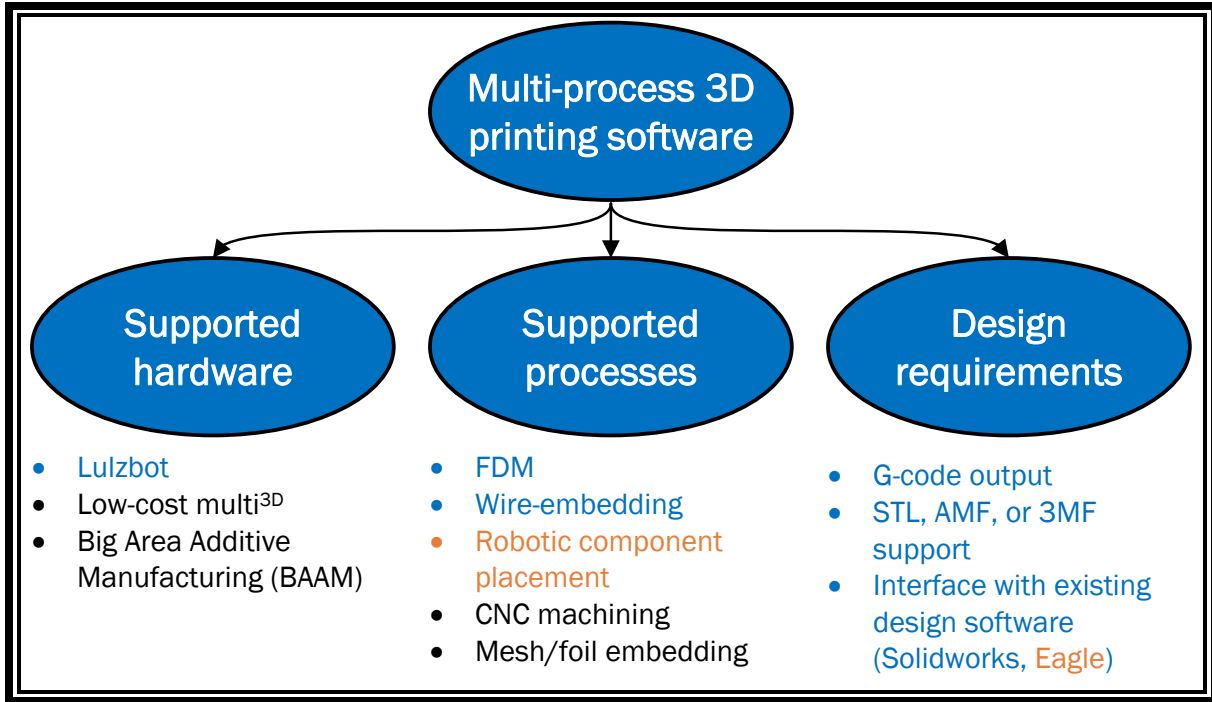 Multi-process 3D
printing software
Supported
hardware
Supported
processes
Design
requirements
• Lulzbot
• Low-cost multi³ᴰ
• Big Area Additive
Manufacturing (BAAM)
• FDM
• Wire-embedding
• Robotic component
placement
• CNC machining
• Mesh/foil embedding
• G-code output
• STL, AMF, or 3MF
support
• Interface with existing
design software
(Solidworks, Eagle)